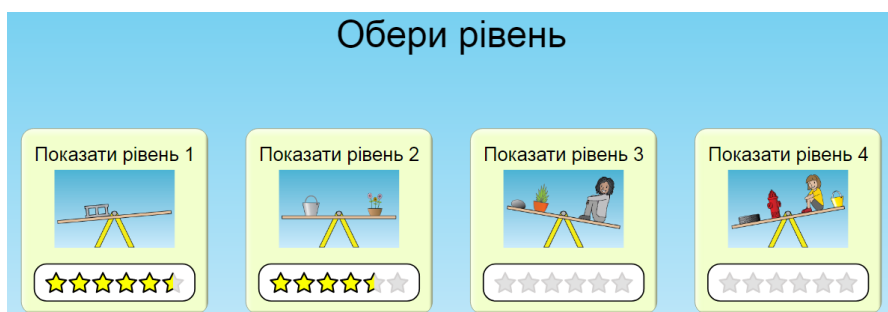 Обери рівень
Показати рівень 1
Показати рівень 2
Показати рівень 3
Показати рівень 4